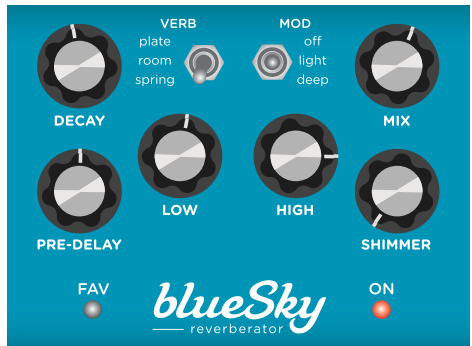 VERB
MOD
plate
room
spring
off
light
deep
DECAY
MIX
LOW
HIGH
PRE-DELAY
SHIMMER
FAV
ON
blueSky
reverberator